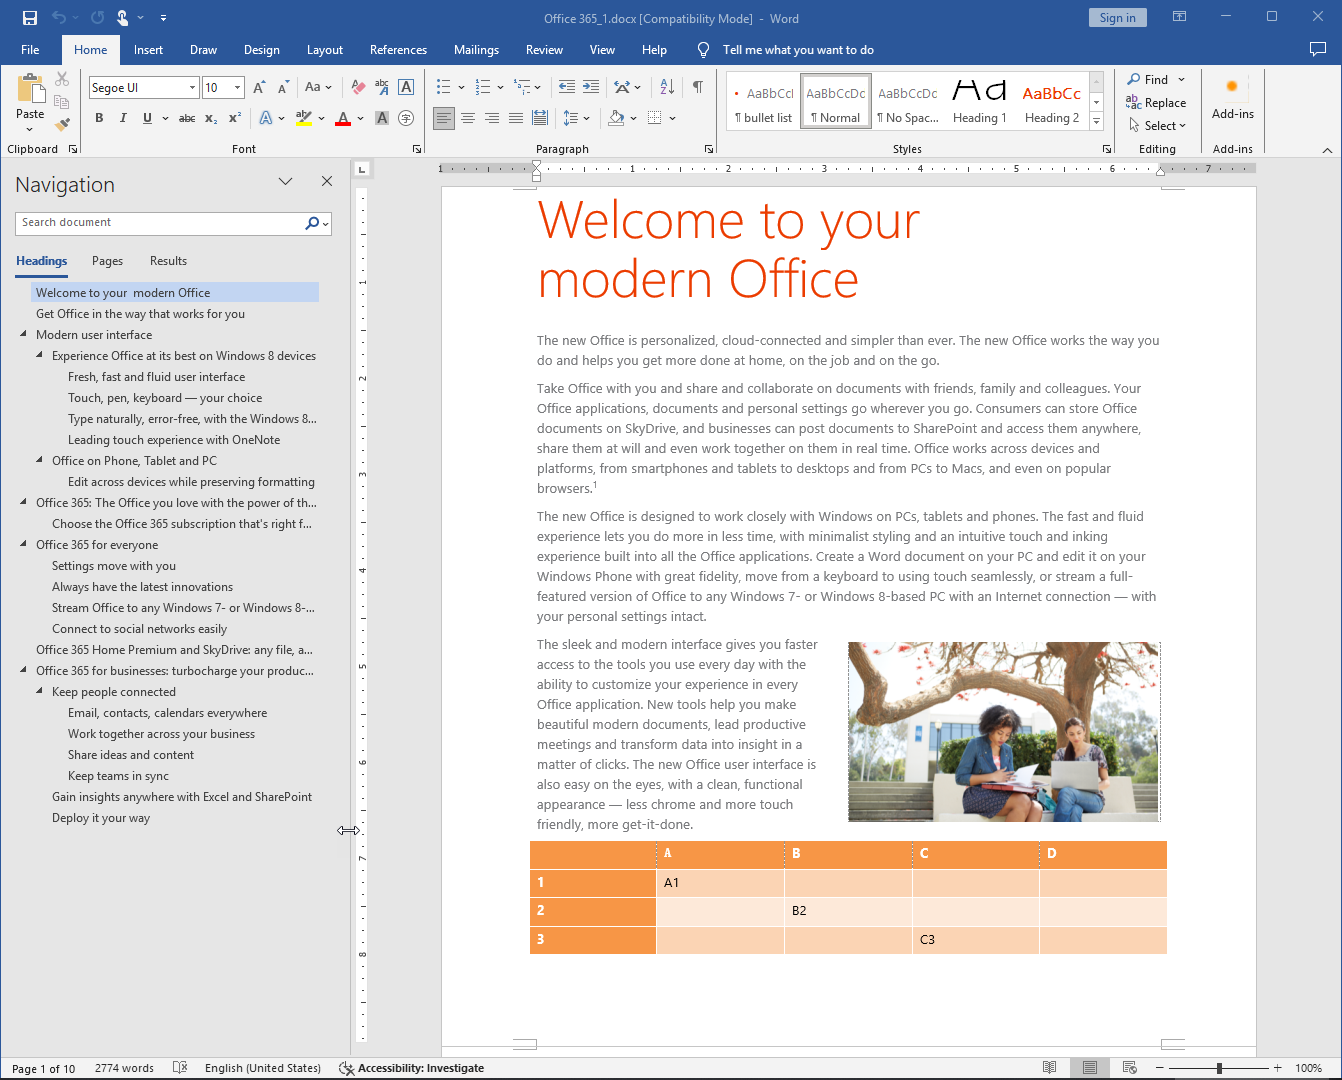 Office 365_1.docx [Compatibility Mode] - Word
Sign in
File Home Insert Draw Design Layout References Mailings Review View Help Tell me what you want to do
Paste
Clipboard
Segoe UI 10
Font
Paragraph
AaBbCcI
¶ bullet list
AaBbCcDc
¶ Normal
AaBbCcDc
¶ No Spac...
Aa
Heading 1
AaBbCc
Heading 2
Styles
Find
Replace
Select
Editing
Add-ins
Add-ins
Navigation
Search document
Headings Pages Results
Welcome to your  modern Office
Get Office in the way that works for you
Modern user interface
Experience Office at its best on Windows 8 devices
Fresh, fast and fluid user interface
Touch, pen, keyboard — your choice
Type naturally, error-free, with the Windows 8...
Leading touch experience with OneNote
Office on Phone, Tablet and PC
Edit across devices while preserving formatting
Office 365: The Office you love with the power of th...
Choose the Office 365 subscription that's right f...
Office 365 for everyone
Settings move with you
Always have the latest innovations
Stream Office to any Windows 7- or Windows 8-...
Connect to social networks easily
Office 365 Home Premium and SkyDrive: any file, a...
Office 365 for businesses: turbocharge your produc...
Keep people connected
Email, contacts, calendars everywhere
Work together across your business
Share ideas and content
Keep teams in sync
Gain insights anywhere with Excel and SharePoint
Deploy it your way
1 1 2 3 4 5 6 7
1
2
3
4
5
6
7
8
Welcome to your
modern Office
The new Office is personalized, cloud-connected and simpler than ever. The new Office works the way you
do and helps you get more done at home, on the job and on the go.
Take Office with you and share and collaborate on documents with friends, family and colleagues. Your
Office applications, documents and personal settings go wherever you go. Consumers can store Office
documents on SkyDrive, and businesses can post documents to SharePoint and access them anywhere,
share them at will and even work together on them in real time. Office works across devices and
platforms, from smartphones and tablets to desktops and from PCs to Macs, and even on popular
browsers.1
The new Office is designed to work closely with Windows on PCs, tablets and phones. The fast and fluid
experience lets you do more in less time, with minimalist styling and an intuitive touch and inking
experience built into all the Office applications. Create a Word document on your PC and edit it on your
Windows Phone with great fidelity, move from a keyboard to using touch seamlessly, or stream a full-
featured version of Office to any Windows 7- or Windows 8-based PC with an Internet connection — with
your personal settings intact.
The sleek and modern interface gives you faster
access to the tools you use every day with the
ability to customize your experience in every
Office application. New tools help you make
beautiful modern documents, lead productive
meetings and transform data into insight in a
matter of clicks. The new Office user interface is
also easy on the eyes, with a clean, functional
appearance — less chrome and more touch
friendly, more get-it-done.
A B C D
1 A1
2 B2
3 C3
Page 1 of 10 2774 words English (United States) Accessibility: Investigate 100%